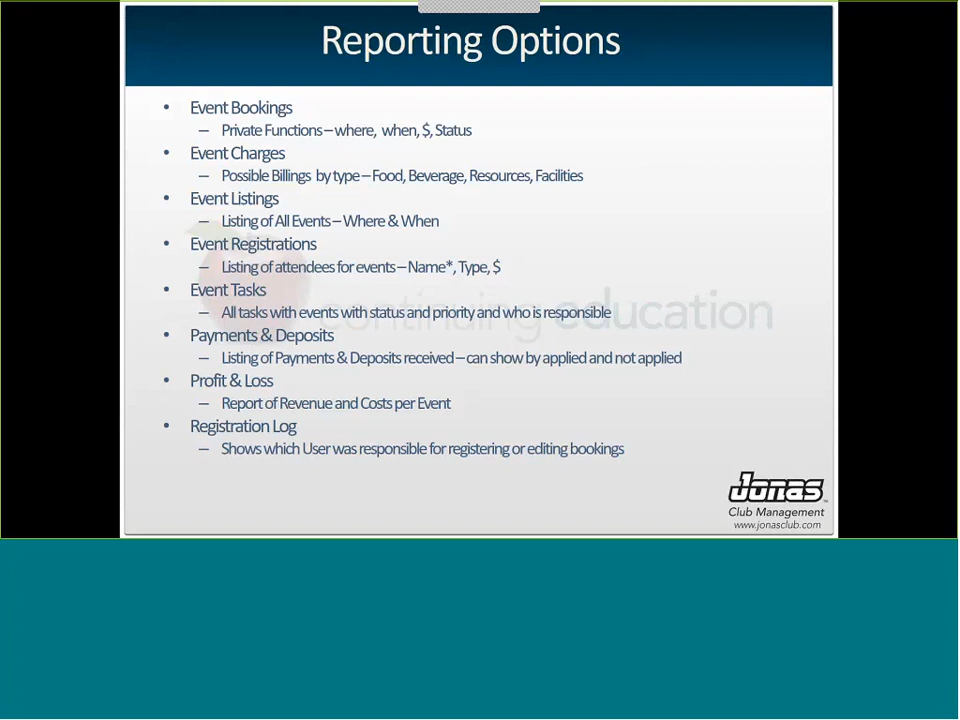 Reporting Options
• Event Bookings
– Private Functions – where, when, $, Status
• Event Charges
– Possible Billings by type – Food, Beverage, Resources, Facilities
• Event Listings
– Listing of All Events – Where & When
• Event Registrations
– Listing of attendees for events – Name*, Type, $
• Event Tasks
– All tasks with events with status and priority and who is responsible
continuing education
• Payments & Deposits
– Listing of Payments & Deposits received – can show by applied and not applied
• Profit & Loss
– Report of Revenue and Costs per Event
• Registration Log
– Shows which User was responsible for registering or editing bookings
Jonas™
Club Management
www.jonasclub.com